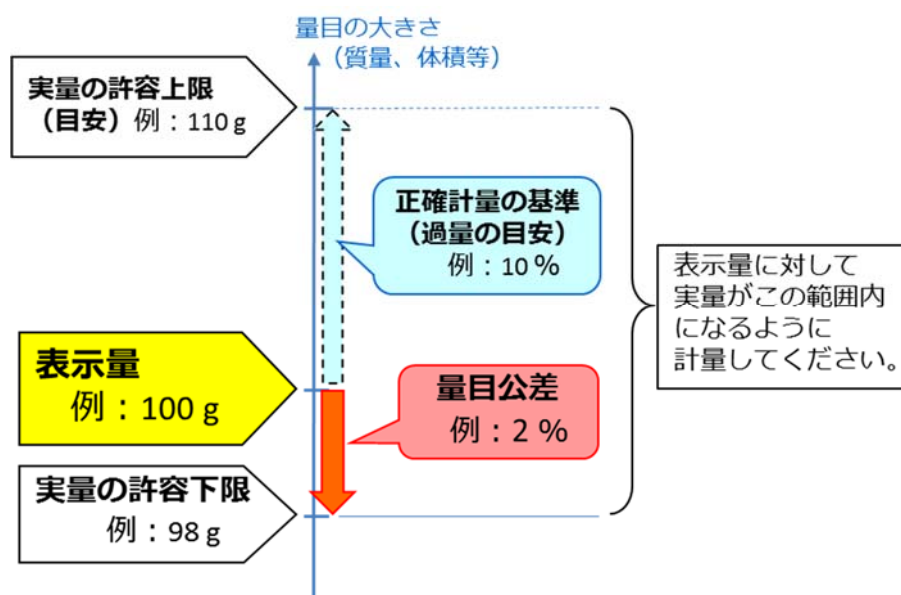 量目の大きさ
（質量、体積等）
実量の許容上限
（目安）例：110 g
正確計量の基準
（過量の目安）
例：10 %
表示量に対して
実量がこの範囲内
になるように
計量してください。
表示量
例：100 g
量目公差
例：2 %
実量の許容下限
例：98 g